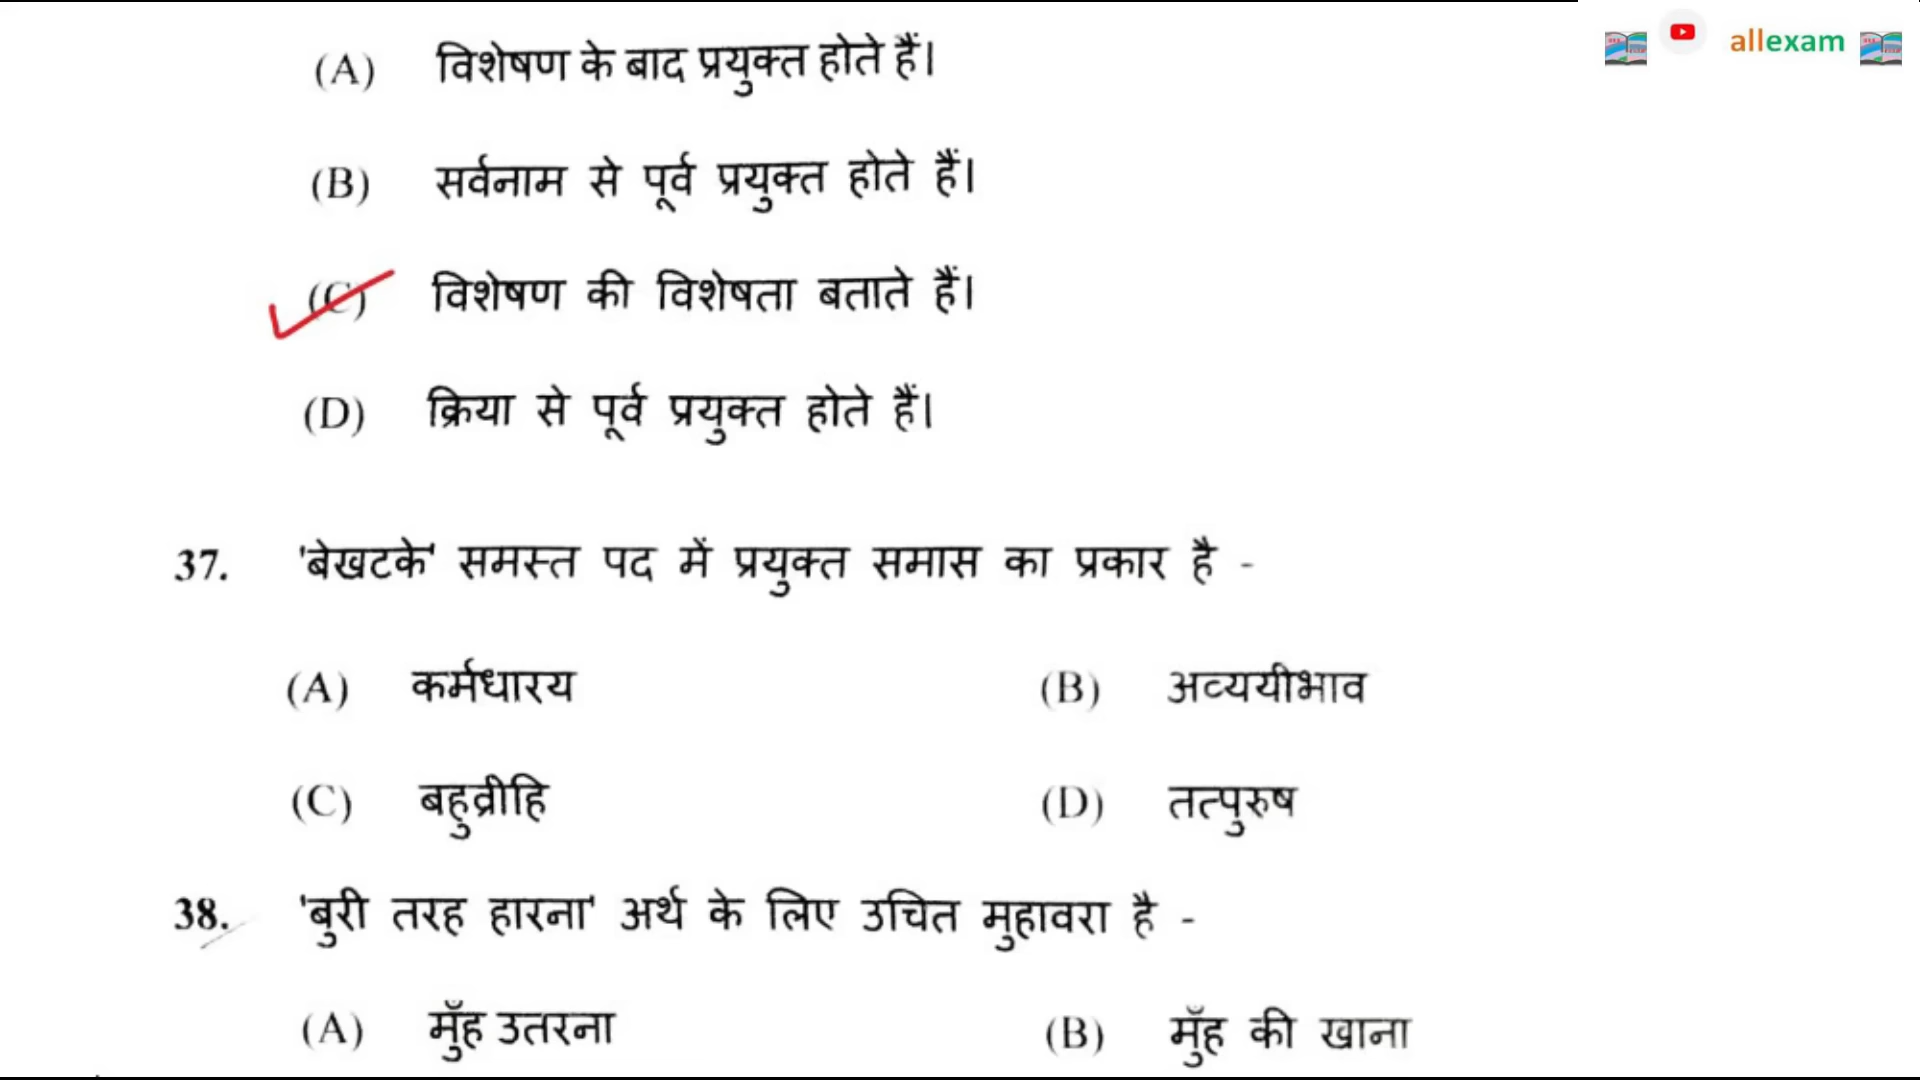 allexam
(A) विशेषण के बाद प्रयुक्त होते हैं।
(B) सर्वनाम से पूर्व प्रयुक्त होते हैं।
(C) विशेषण की विशेषता बताते हैं।
(D) क्रिया से पूर्व प्रयुक्त होते हैं।
37. 'बेखटके' समस्त पद में प्रयुक्त समास का प्रकार है -
(A) कर्मधारय (B) अव्ययीभाव
(C) बहुव्रीहि (D) तत्पुरुष
38. 'बुरी तरह हारना' अर्थ के लिए उचित मुहावरा है -
(A) मुँह उतरना (B) मुँह की खाना